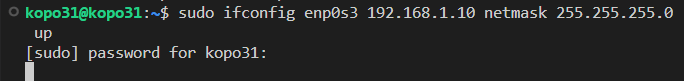 kopo31@kopo31:~$ sudo ifconfig enp0s3 192.168.1.10 netmask 255.255.255.0
up
[sudo] password for kopo31: